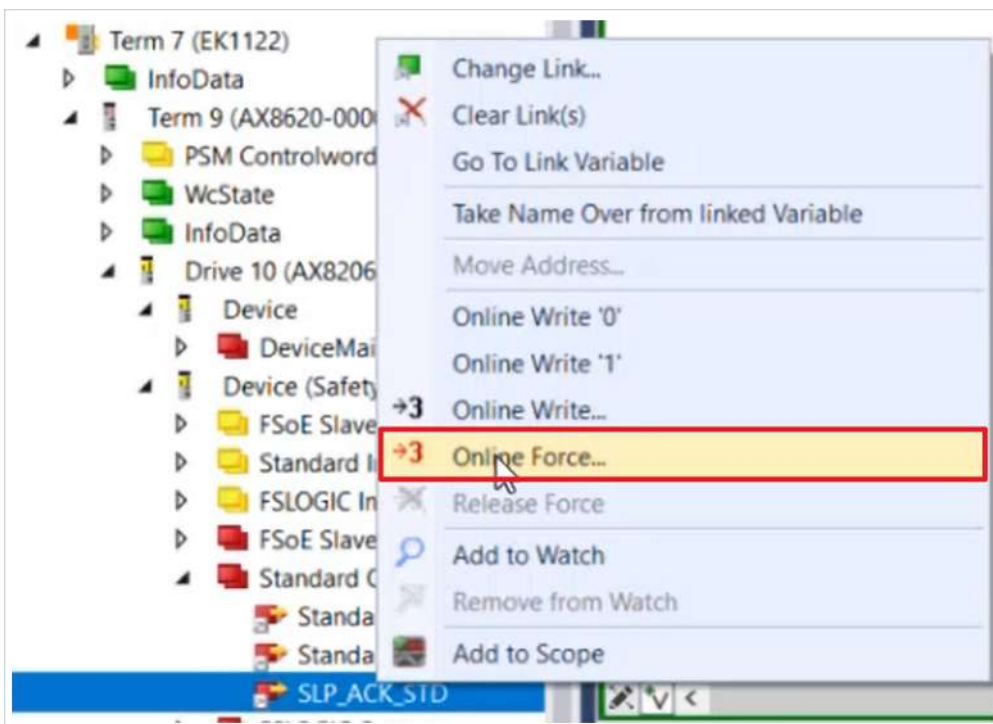 Term 7 (EK1122)
InfoData
Term 9 (AX8620-000
PSM Controlword
WcState
InfoData
Drive 10 (AX8206
Device
DeviceMai
Device (Safety
FSoE Slave
Standard I
FSLOGIC In
FSoE Slave
Standard O
Standa
Standa
SLP_ACK_STD
Change Link...
Clear Link(s)
Go To Link Variable
Take Name Over from linked Variable
Move Address...
Online Write '0'
Online Write '1'
→3 Online Write...
→3 Online Force...
Release Force
Add to Watch
Remove from Watch
Add to Scope